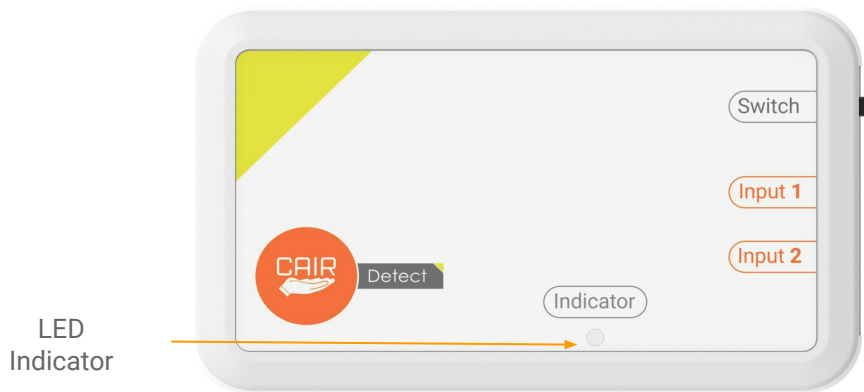 Switch
Input 1
Input 2
CAIR
Detect
Indicator
LED
Indicator